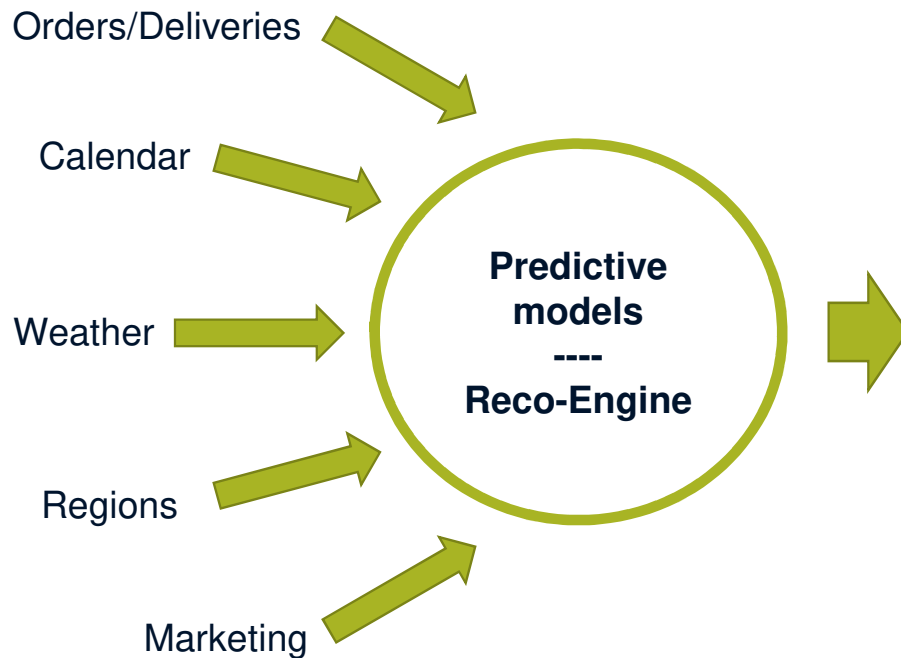 Orders/Deliveries
Calendar
Weather
Regions
Marketing
Predictive
models
----
Reco-Engine